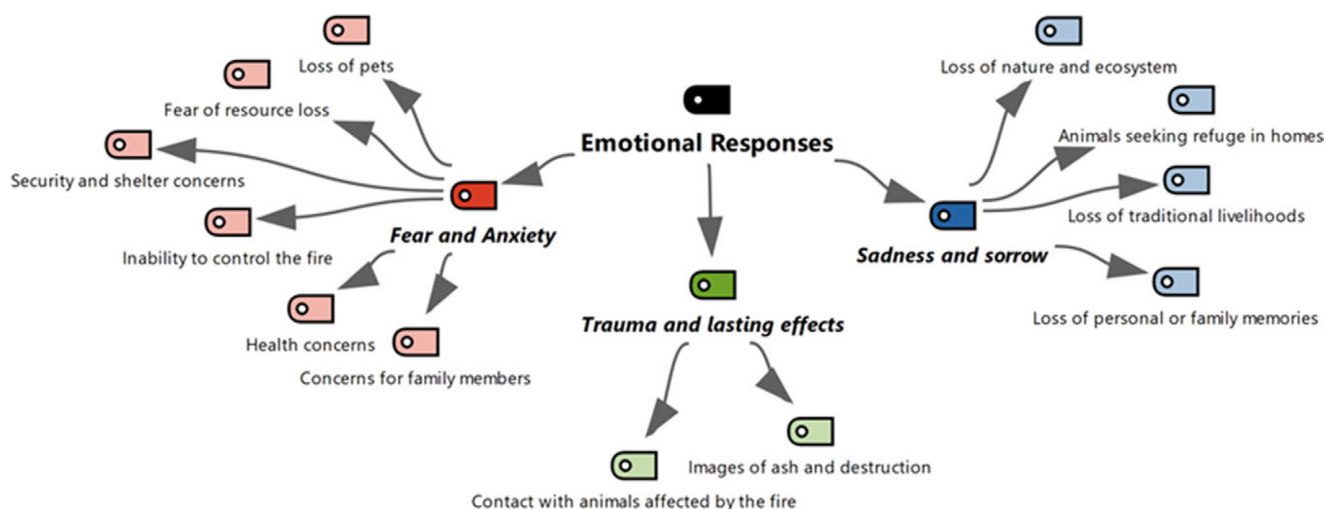 Loss of pets
Fear of resource loss
Security and shelter concerns
Inability to control the fire
Health concerns
Concerns for family members
Fear and Anxiety
Emotional Responses
Trauma and lasting effects
Contact with animals affected by the fire
Images of ash and destruction
Sadness and sorrow
Loss of nature and ecosystem
Animals seeking refuge in homes
Loss of traditional livelihoods
Loss of personal or family memories